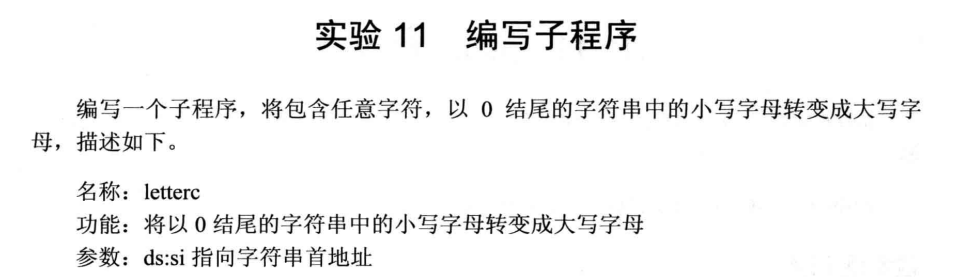 实验 11 编写子程序
编写一个子程序，将包含任意字符，以 0 结尾的字符串中的小写字母转变成大写字
母，描述如下。
名称：letterc
功能：将以 0 结尾的字符串中的小写字母转变成大写字母
参数：ds:si 指向字符串首地址